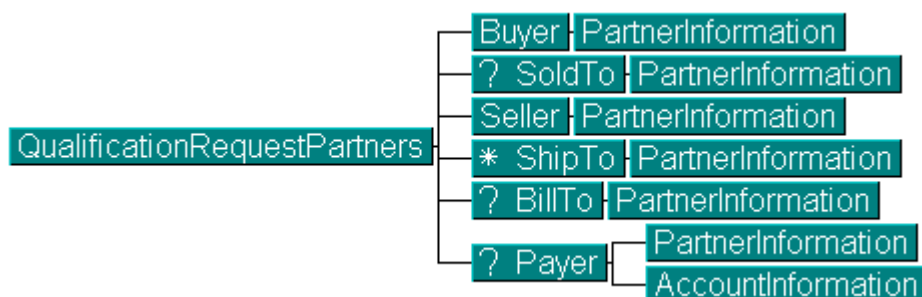 Buyer PartnerInformation
? SoldTo PartnerInformation
Seller PartnerInformation
QualificationRequestPartners
* ShipTo PartnerInformation
? BillTo PartnerInformation
? Payer PartnerInformation
AccountInformation